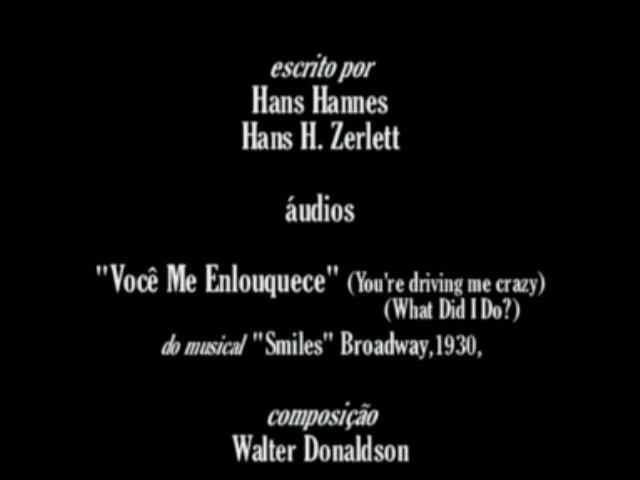 escrito por
Hans Hannes
Hans H. Zerlett
áudios
"Você Me Enlouquece" (You're driving me crazy)
(What Did I Do?)
do musical "Smiles" Broadway,1930,
composição
Walter Donaldson